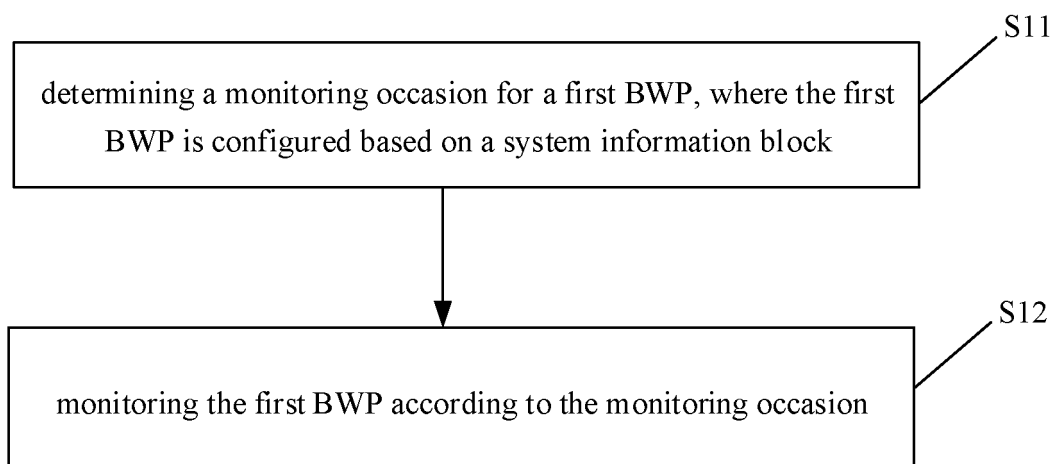 S11
determining a monitoring occasion for a first BWP, where the first
BWP is configured based on a system information block
S12
monitoring the first BWP according to the monitoring occasion